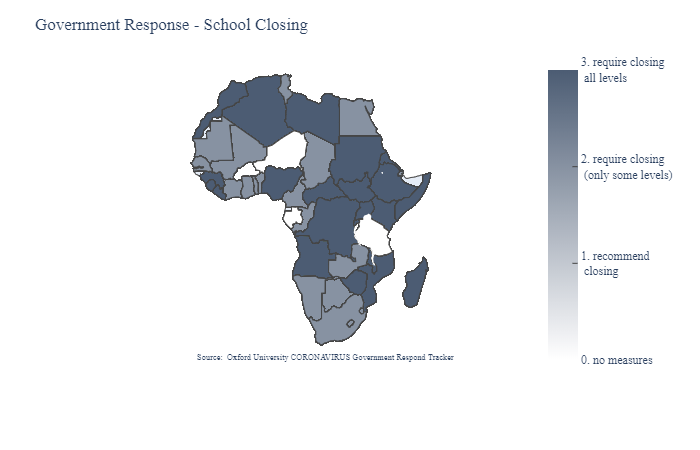 Government Response - School Closing
3. require closing
all levels
2. require closing
(only some levels)
1. recommend
closing
0. no measures
Source: Oxford University CORONAVIRUS Government Respond Tracker